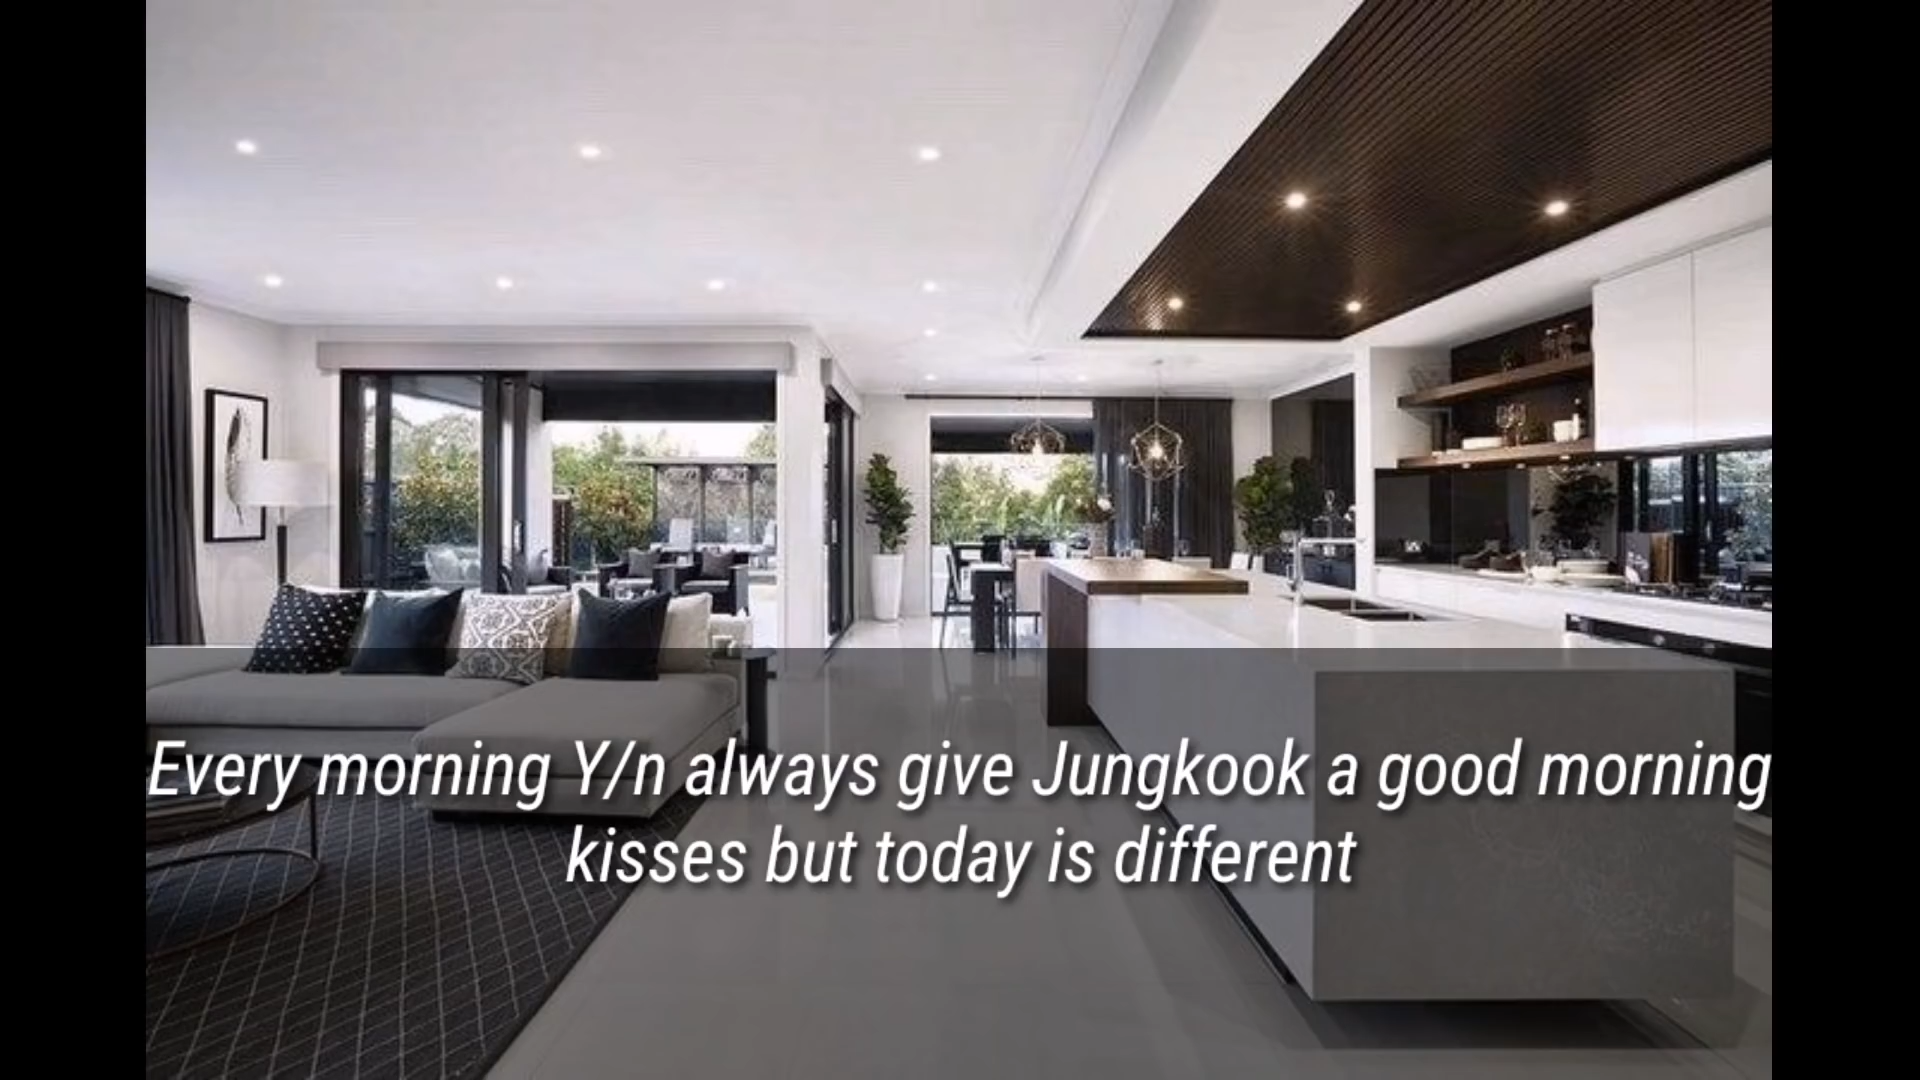 Every morning Y/n always give Jungkook a good morning
kisses but today is different